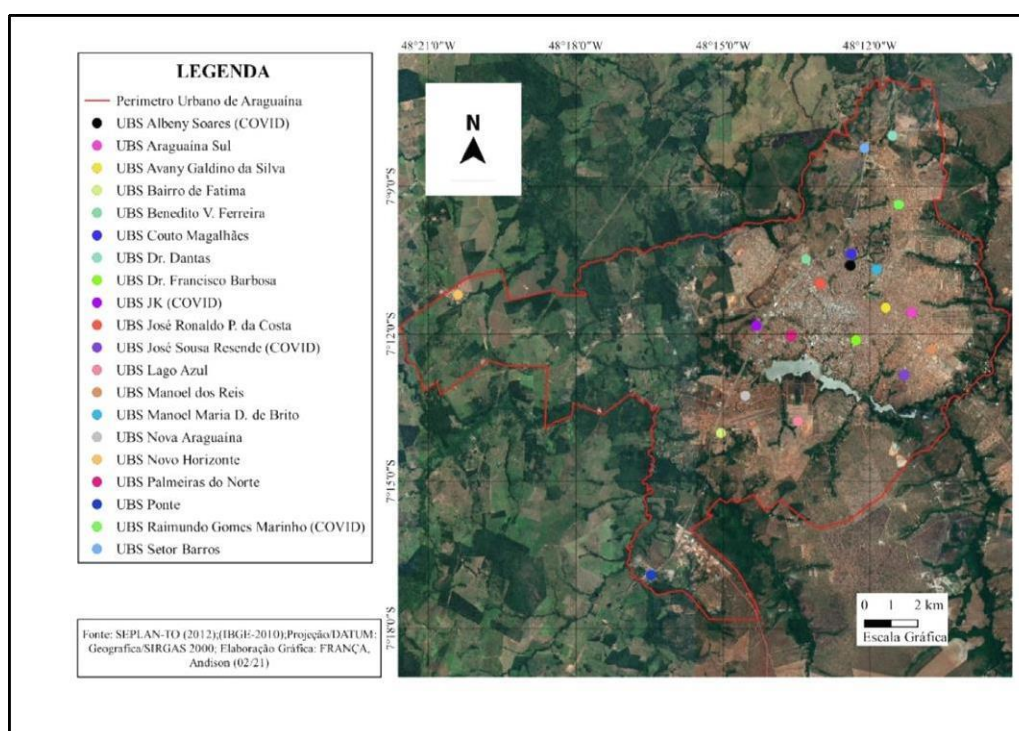 48°21'0"W 48°18'0"W 48°15'0"W 48°12'0"W
LEGENDA
Perimetro Urbano de Araguaína
UBS Albeny Soares (COVID)
UBS Araguaína Sul
UBS Avany Galdino da Silva
UBS Bairro de Fatima
UBS Benedito V. Ferreira
UBS Couto Magalhães
UBS Dr. Dantas
UBS Dr. Francisco Barbosa
UBS JK (COVID)
UBS José Ronaldo P. da Costa
UBS José Sousa Resende (COVID)
UBS Lago Azul
UBS Manoel dos Reis
UBS Manoel Maria D. de Brito
UBS Nova Araguaína
UBS Novo Horizonte
UBS Palmeiras do Norte
UBS Ponte
UBS Raimundo Gomes Marinho (COVID)
UBS Setor Barros
Fonte: SEPLAN-TO (2012);(IBGE-2010);Projeção/DATUM:
Geografica/SIRGAS 2000; Elaboração Gráfica: FRANÇA,
Andison (02/21)
N
7°9'0"S
7°12'0"S
7°15'0"S
7°18'0"S
0 1 2 km
Escala Gráfica